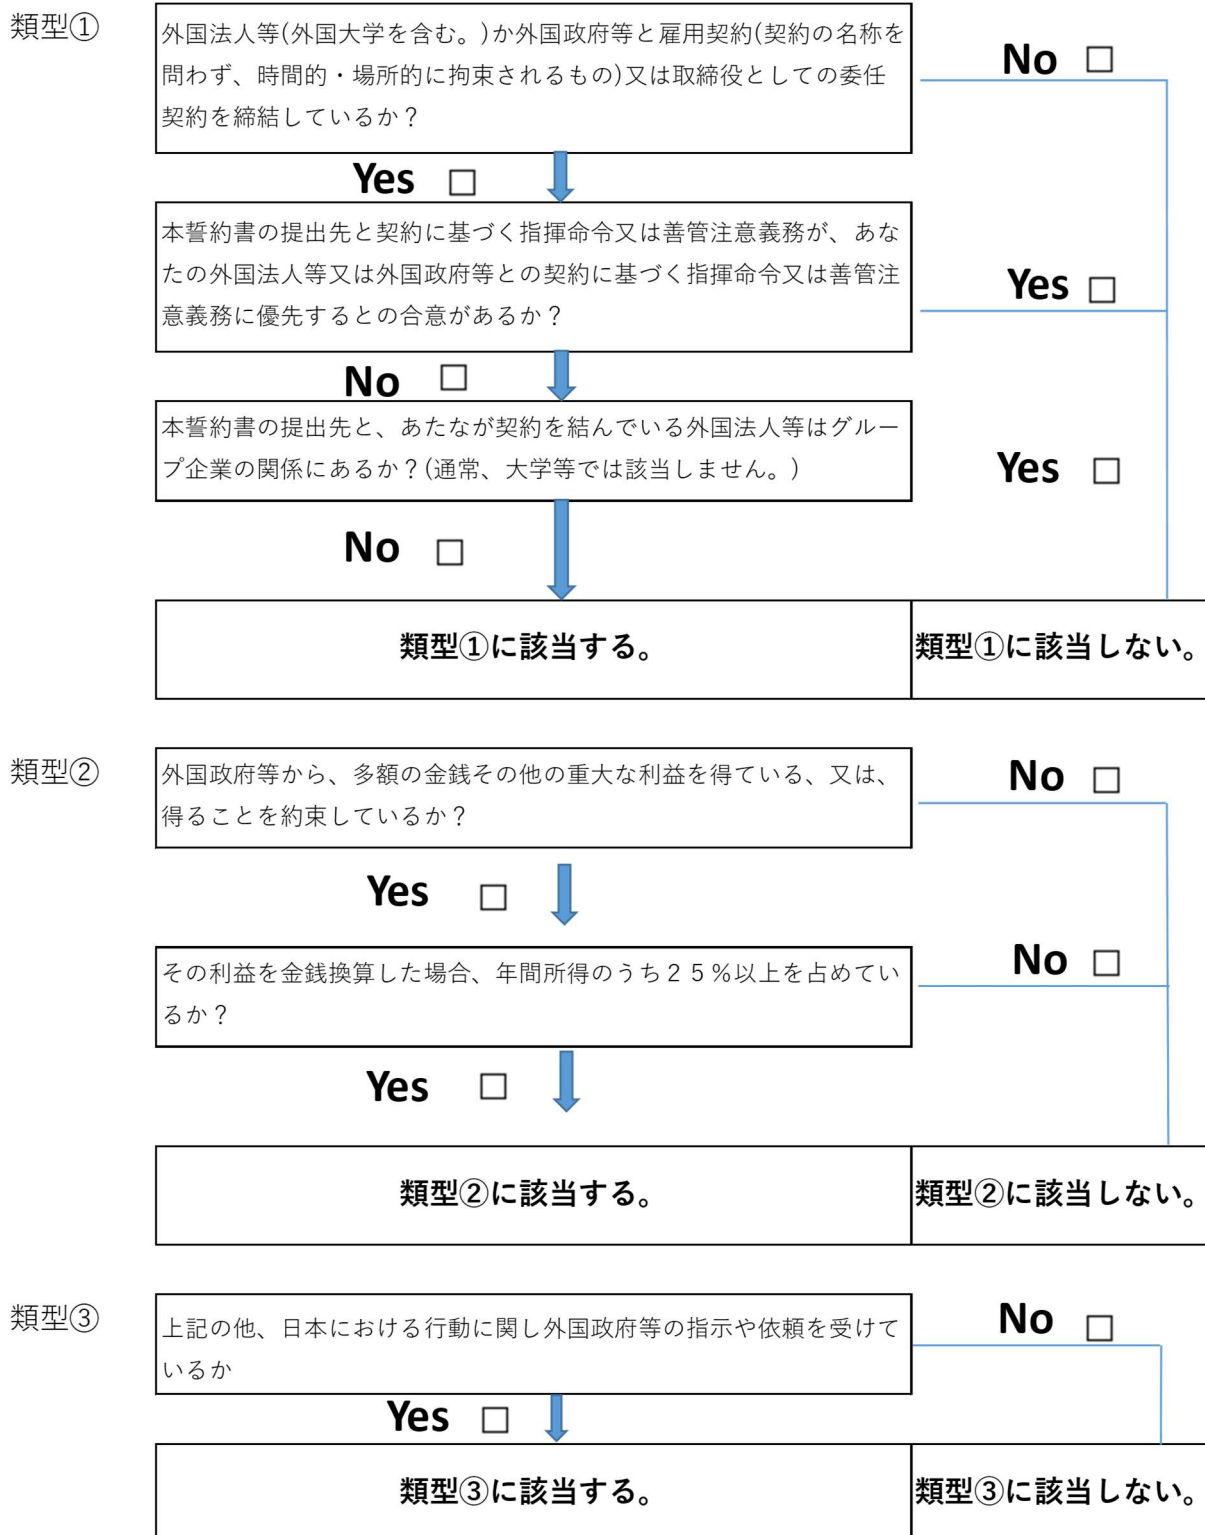 類型①
外国法人等(外国大学を含む。)か外国政府等と雇用契約(契約の名称を
問わず、時間的・場所的に拘束されるもの)又は取締役としての委任
契約を締結しているか？
No □
Yes □
本誓約書の提出先と契約に基づく指揮命令又は善管注意義務が、あな
たの外国法人等又は外国政府等との契約に基づく指揮命令又は善管注
意義務に優先するとの合意があるか？
Yes □
No □
本誓約書の提出先と、あたなが契約を結んでいる外国法人等はグルー
プ企業の関係にあるか？(通常、大学等では該当しません。)
Yes □
No □
類型①に該当する。
類型①に該当しない。
類型②
外国政府等から、多額の金銭その他の重大な利益を得ている、又は、
得ることを約束しているか？
No □
Yes □
その利益を金銭換算した場合、年間所得のうち２５％以上を占めてい
るか？
No □
Yes □
類型②に該当する。
類型②に該当しない。
類型③
上記の他、日本における行動に関し外国政府等の指示や依頼を受けて
いるか
No □
Yes □
類型③に該当する。
類型③に該当しない。